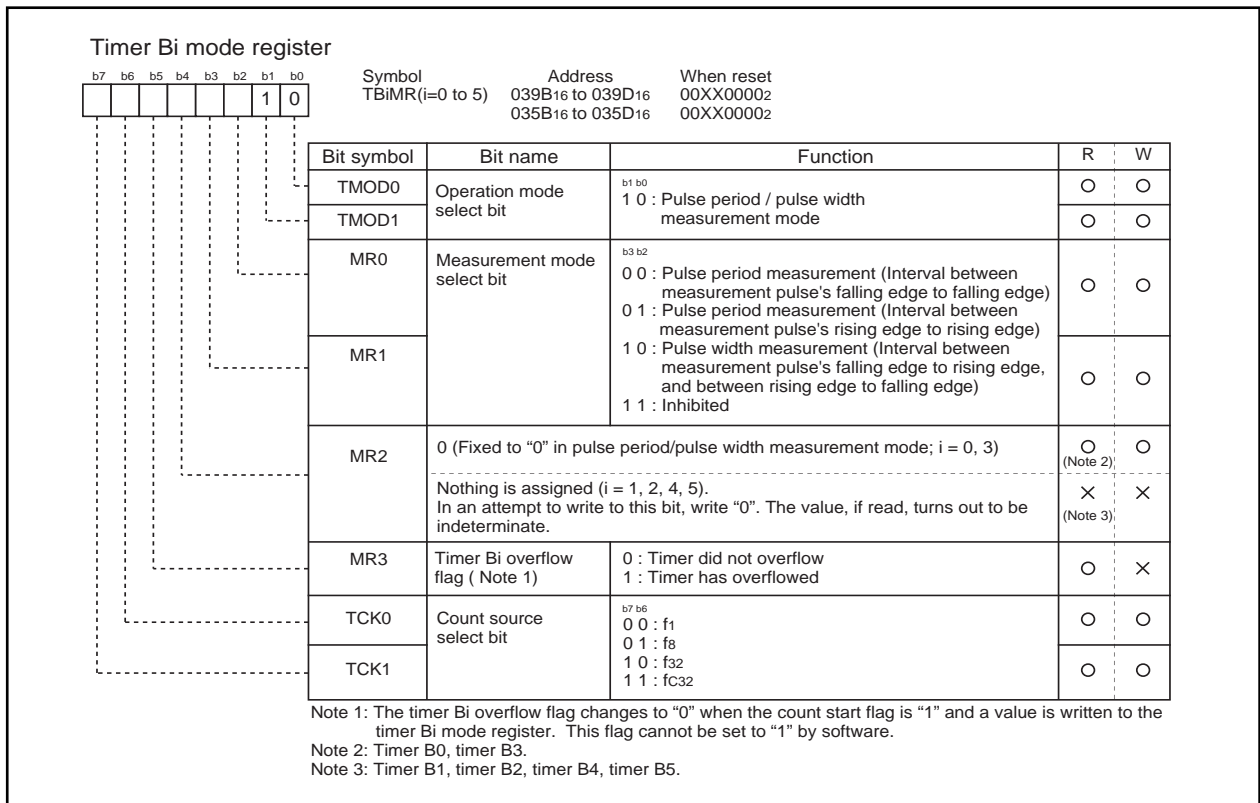 Timer Bi mode register
b7 b6 b5 b4 b3 b2 b1 b0
1 0
Symbol Address When reset
TBiMR(i=0 to 5) 039B16 to 039D16 00XX00002
035B16 to 035D16 00XX00002
Bit symbol Bit name Function R W
TMOD0 Operation mode select bit
TMOD1
b1 b0
1 0 : Pulse period / pulse width
measurement mode
MR0 Measurement mode select bit
MR1
b3 b2
0 0 : Pulse period measurement (Interval between
measurement pulse's falling edge to falling edge)
0 1 : Pulse period measurement (Interval between
measurement pulse's rising edge to rising edge)
1 0 : Pulse width measurement (Interval between
measurement pulse's falling edge to rising edge,
and between rising edge to falling edge)
1 1 : Inhibited
MR2
0 (Fixed to “0” in pulse period/pulse width measurement mode; i = 0, 3)
(Note 2)
Nothing is assigned (i = 1, 2, 4, 5).
In an attempt to write to this bit, write “0”. The value, if read, turns out to be
indeterminate.
(Note 3)
MR3 Timer Bi overflow
flag ( Note 1)
0 : Timer did not overflow
1 : Timer has overflowed
TCK0 Count source
select bit
TCK1
b7 b6
0 0 : f1
0 1 : f8
1 0 : f32
1 1 : fC32
Note 1: The timer Bi overflow flag changes to “0” when the count start flag is “1” and a value is written to the
timer Bi mode register. This flag cannot be set to “1” by software.
Note 2: Timer B0, timer B3.
Note 3: Timer B1, timer B2, timer B4, timer B5.